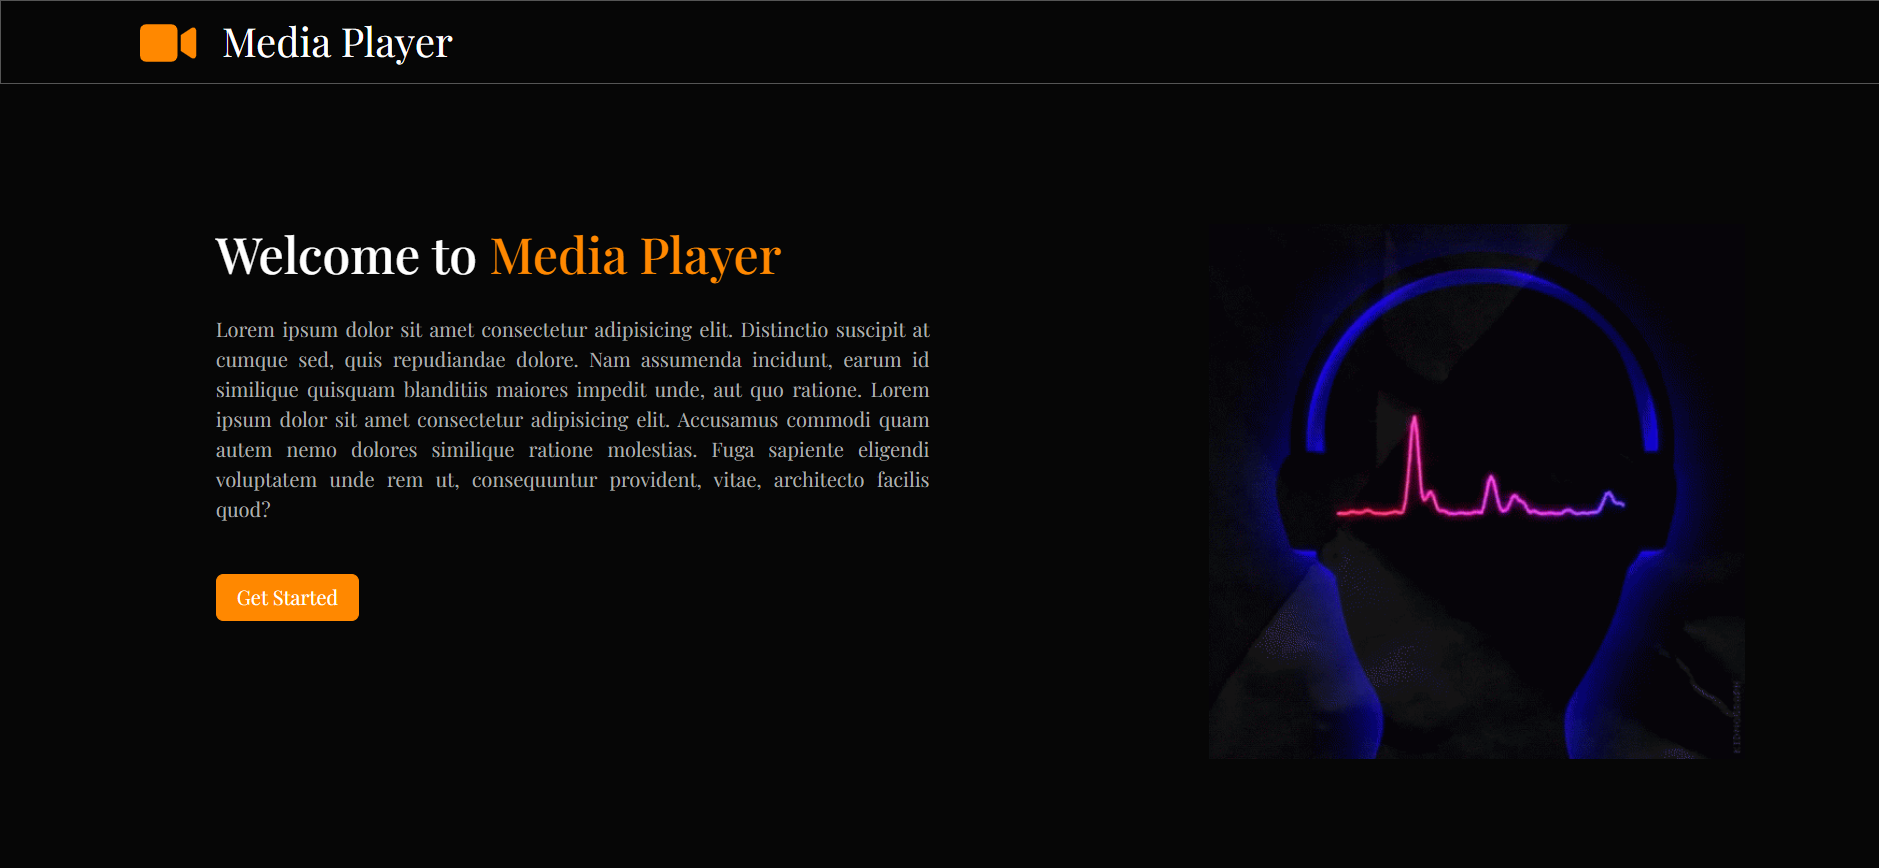 Media Player
Welcome to Media Player
Lorem ipsum dolor sit amet consectetur adipisicing elit. Distinctio suscipit at
cumque sed, quis repudiandae dolore. Nam assumenda incidunt, earum id
similique quisquam blanditiis maiores impedit unde, aut quo ratione. Lorem
ipsum dolor sit amet consectetur adipisicing elit. Accusamus commodi quam
autem nemo dolores similique ratione molestias. Fuga sapiente eligendi
voluptatem unde rem ut, consequuntur provident, vitae, architecto facilis
quod?
Get Started